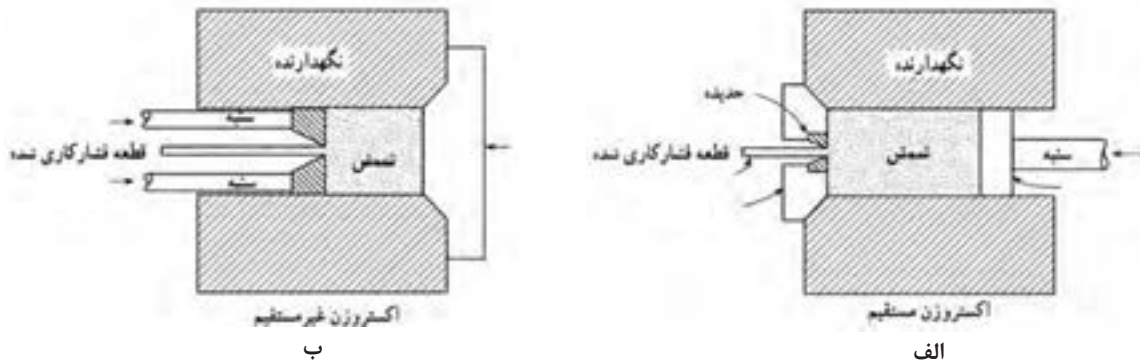 نگهدارنده
حدیده
قطعه فشارکاری شده
شمش
سنبه
اکستروژن مستقیم
الف
نگهدارنده
سنبه
قطعه فشارکاری شده
شمش
سنبه
اکستروژن غیرمستقیم
ب